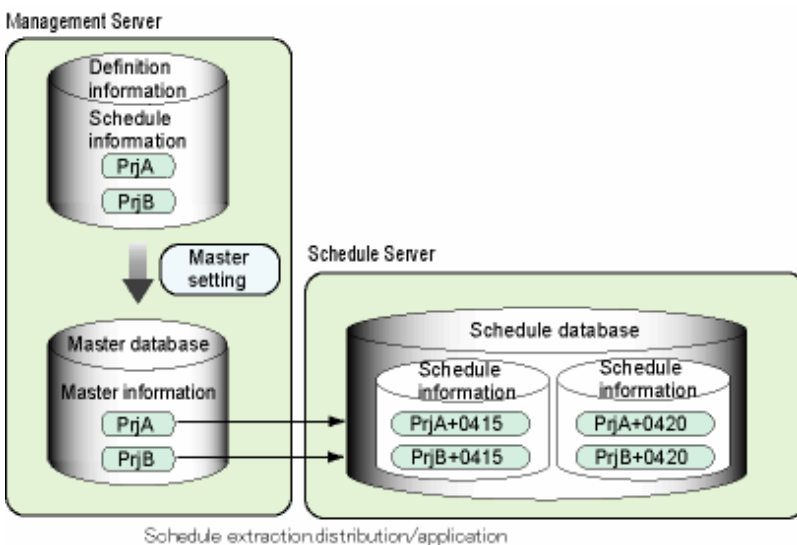 Management Server
Definition
information
Schedule
information
PrjA
PrjB
Master
setting
Master database
Master information
PrjA
PrjB
Schedule Server
Schedule database
Schedule
information
PrjA+0415
PrjB+0415
Schedule
information
PrjA+0420
PrjB+0420
Schedule extraction.distribution/application